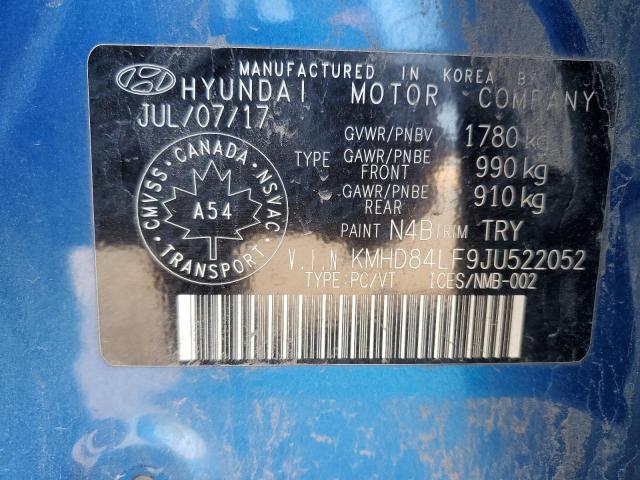 MANUFACTURED IN KOREA BY
HYUNDAI MOTOR COMPANY
JUL/07/17
GVWR/PNBV 1780 kg
TYPE GAWR/PNBE FRONT 990 kg
GAWR/PNBE REAR 910 kg
PAINT N4B TRIM TRY
V.I.N KMHD84LF9JU522052
TYPE:PC/VT ICES/NMB-002
CMVSS CANADA NSVAC
A54
TRANSPORT